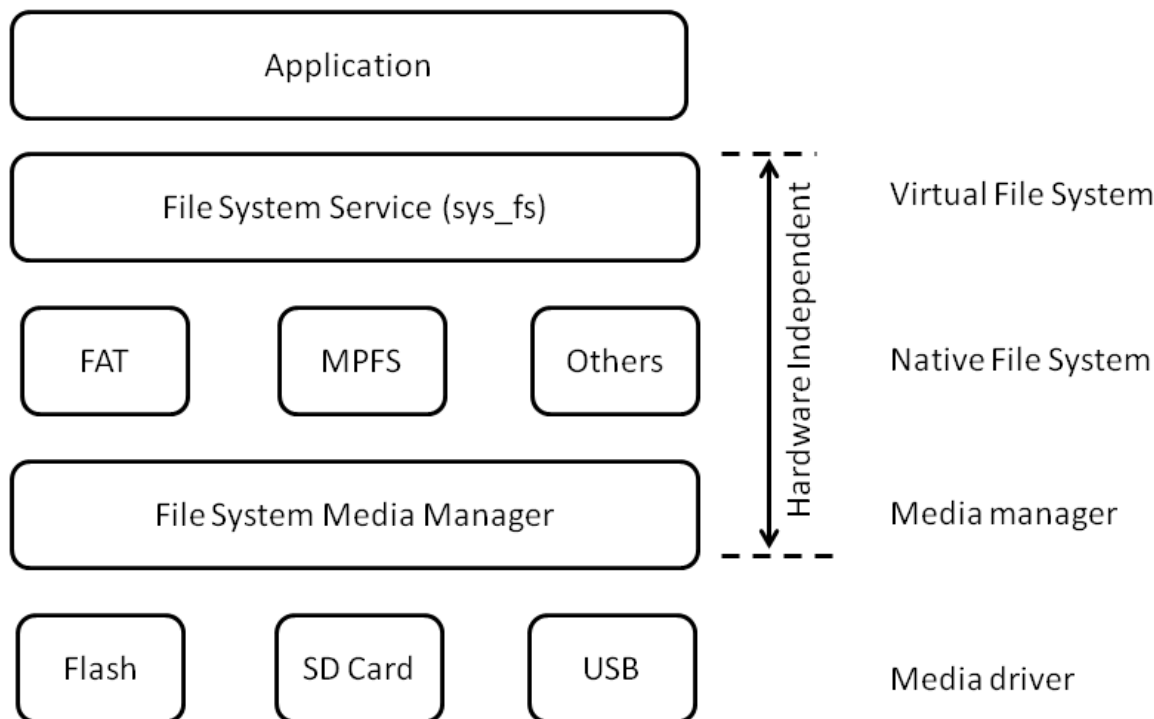 Application
File System Service (sys_fs)
Virtual File System
Hardware Independent
FAT
MPFS
Others
Native File System
File System Media Manager
Media manager
Flash
SD Card
USB
Media driver